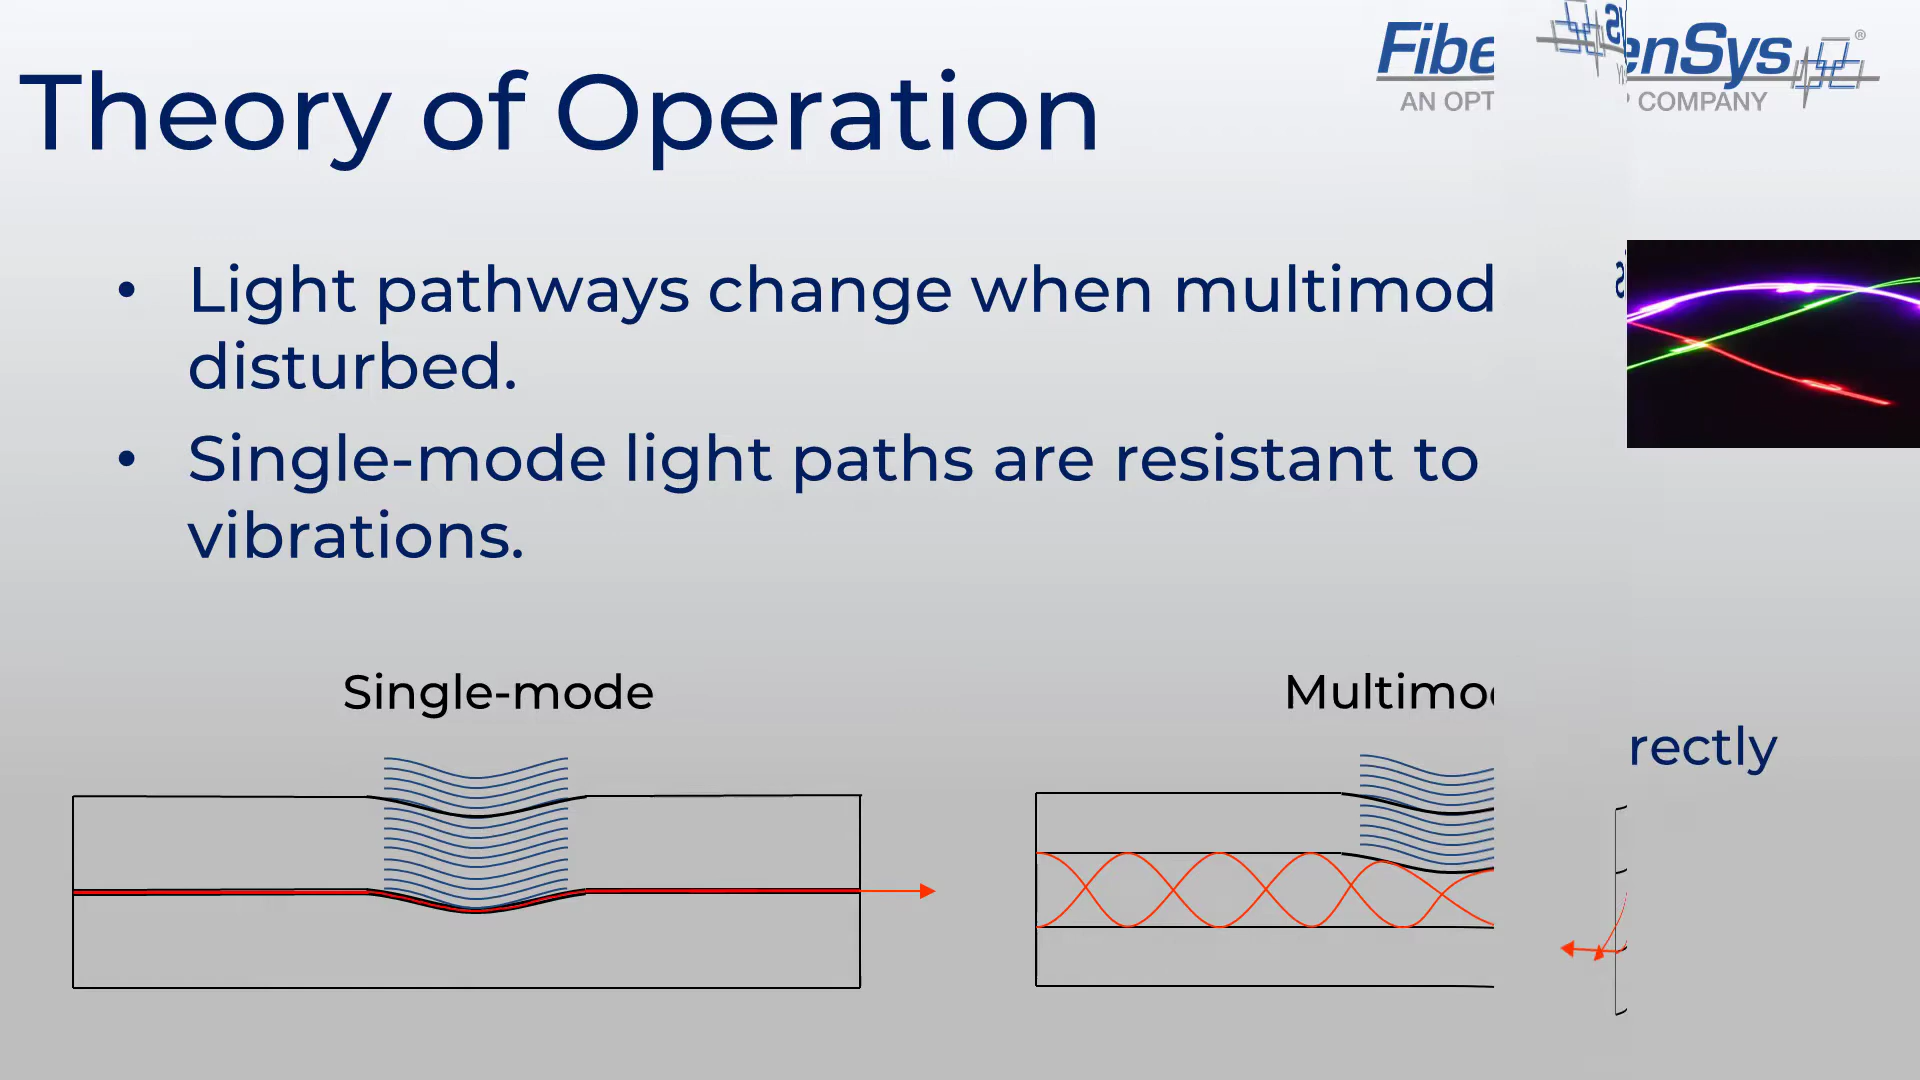 Theory of Operation
Fibe enSys ®
AN OPT COMPANY
• Light pathways change when multimod
disturbed.
• Single-mode light paths are resistant to
vibrations.
Single-mode
Multimo
rectly